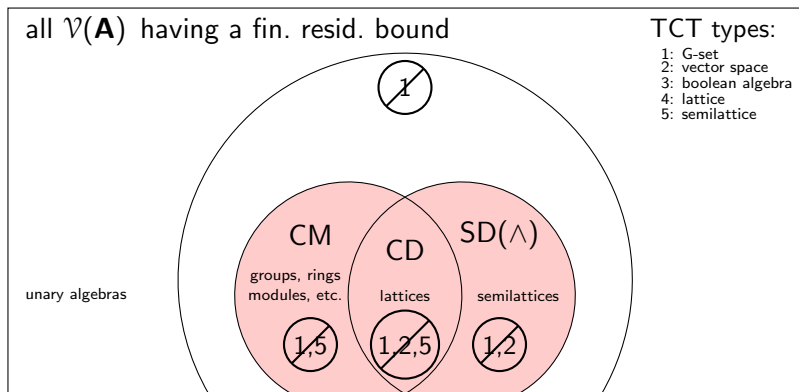 all 𝒱(𝐀) having a fin. resid. bound
TCT types:
1: G-set
2: vector space
3: boolean algebra
4: lattice
5: semilattice
1
CM
CD
SD(∧)
groups, rings
modules, etc.
lattices
semilattices
unary algebras
1,5
1,2,5
1,2